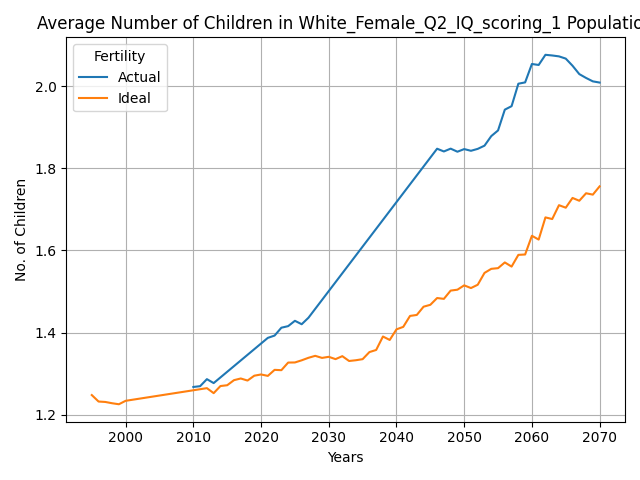 Average Number of Children in White_Female_Q2_IQ_scoring_1 Populatio
Fertility
Actual
Ideal
2.0
1.8
1.6
1.4
1.2
No. of Children
2000 2010 2020 2030 2040 2050 2060 2070
Years